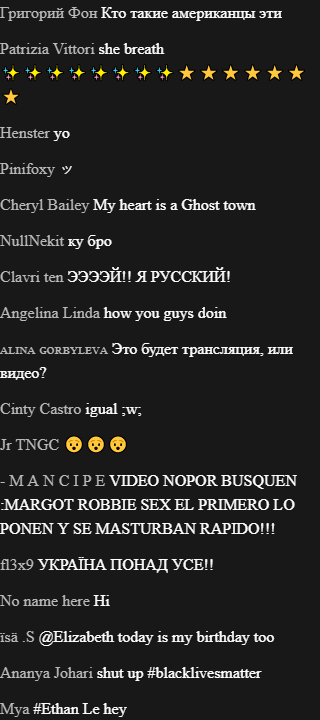 Григорий Фон Кто такие американцы эти
Patrizia Vittori she breath
✨ ✨ ✨ ✨ ✨ ✨ ✨ ✨ ⭐ ⭐ ⭐ ⭐ ⭐ ⭐
⭐
Henster yo
Pinifoxy ッ
Cheryl Bailey My heart is a Ghost town
NullNekit ку бро
Clavri ten ЭЭЭЭЙ!! Я РУССКИЙ!
Angelina Linda how you guys doin
ᴀʟɪɴᴀ ɢᴏʀʙʏʟᴇᴠᴀ Это будет трансляция, или
видео?
Cinty Castro igual ;w;
Jr TNGC 😯 😯 😯
- M A N C I P E VIDEO NOPOR BUSQUEN
:MARGOT ROBBIE SEX EL PRIMERO LO
PONEN Y SE MASTURBAN RAPIDO!!!
fl3x9 УКРАЇНА ПОНАД УСЕ!!
No name here Hi
ïsä .S @Elizabeth today is my birthday too
Ananya Johari shut up #blacklivesmatter
Mya #Ethan Le hey